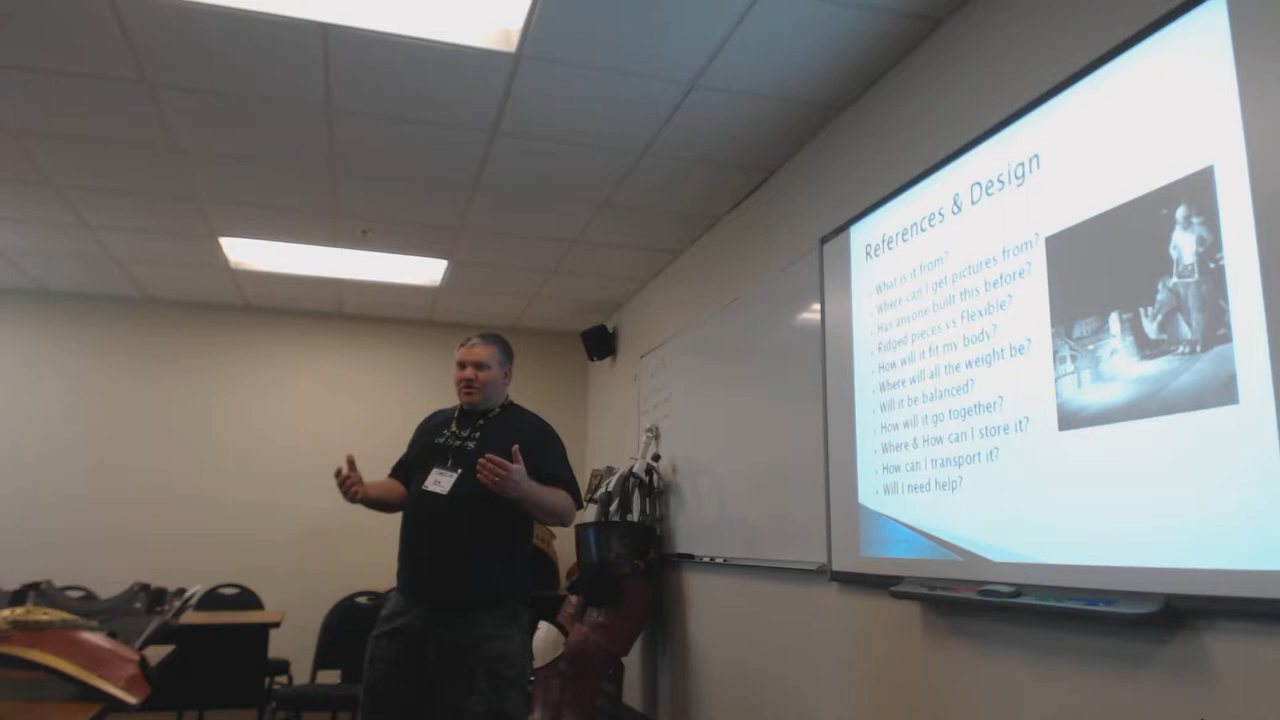 References & Design
What is it from?
Where can I get pictures from?
Has anyone built this before?
Ridged pieces vs Flexible?
How will it fit my body?
Where will all the weight be?
Will it be balanced?
How will it go together?
Where & How can I store it?
How can I transport it?
Will I need help?